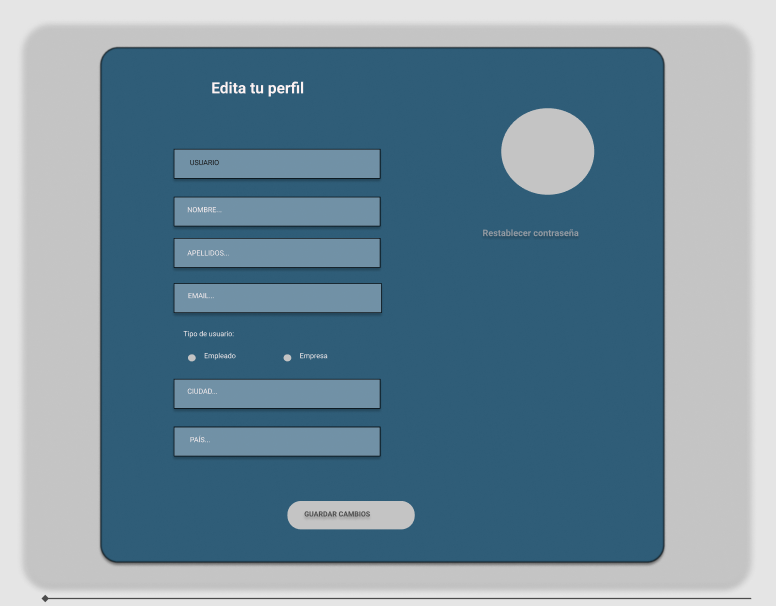 Edita tu perfil
USUARIO
NOMBRE...
APELLIDOS...
EMAIL...
Tipo de usuario:
Empleado
Empresa
CIUDAD...
PAÍS...
Restablecer contraseña
GUARDAR CAMBIOS